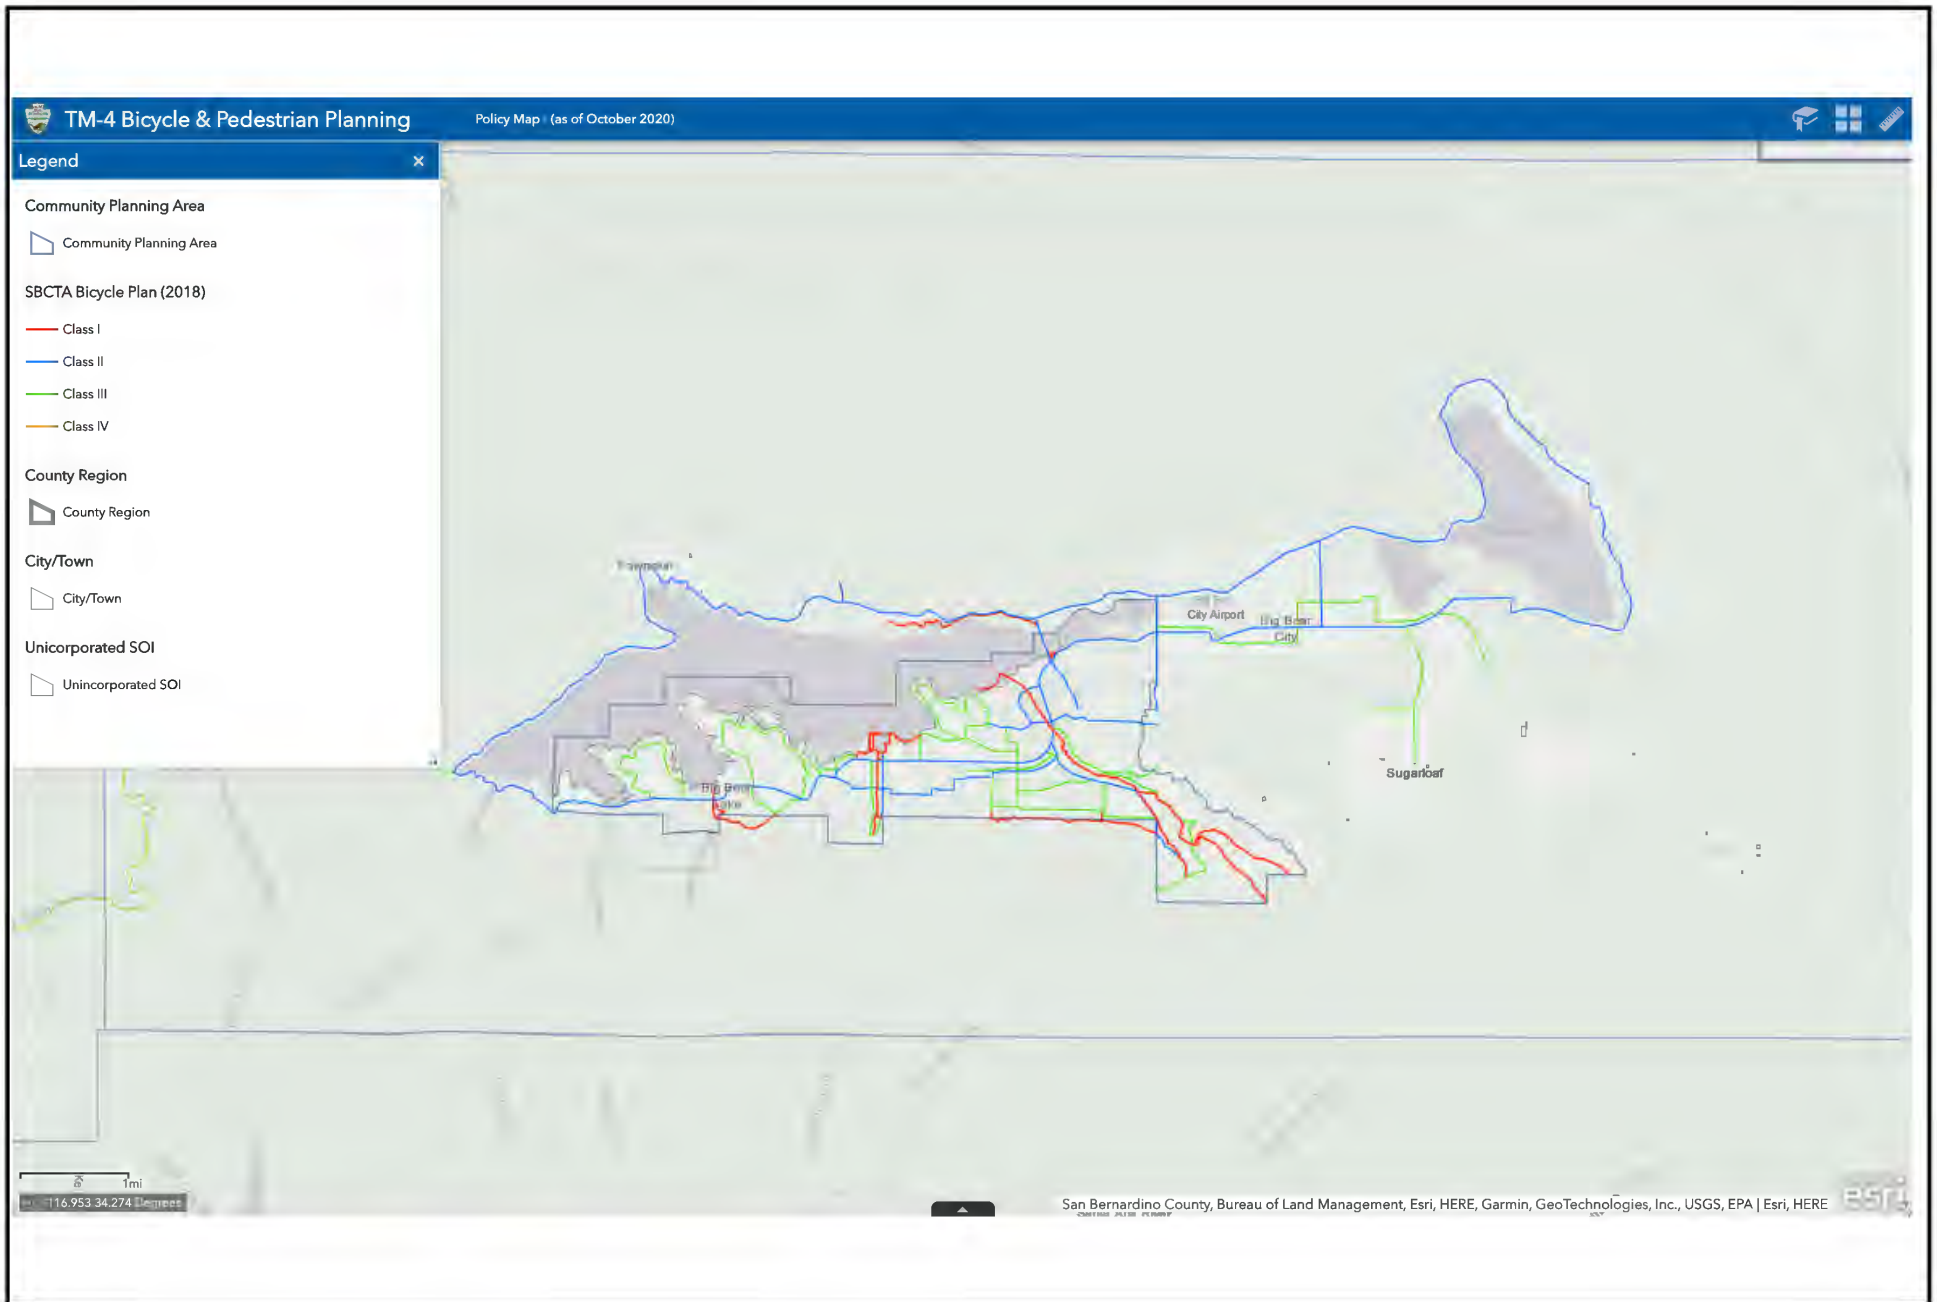 TM-4 Bicycle & Pedestrian Planning
Policy Map (as of October 2020)
Legend
Community Planning Area
Community Planning Area
SBCTA Bicycle Plan (2018)
Class I
Class II
Class III
Class IV
County Region
County Region
City/Town
City/Town
Unicorporated SOI
Unincorporated SOI
City Airport
Big Bear
City
Big Bear
Lake
Sugarloaf
1mi
116.953 34.274 Degrees
San Bernardino County, Bureau of Land Management, Esri, HERE, Garmin, GeoTechnologies, Inc., USGS, EPA | Esri, HERE
esri